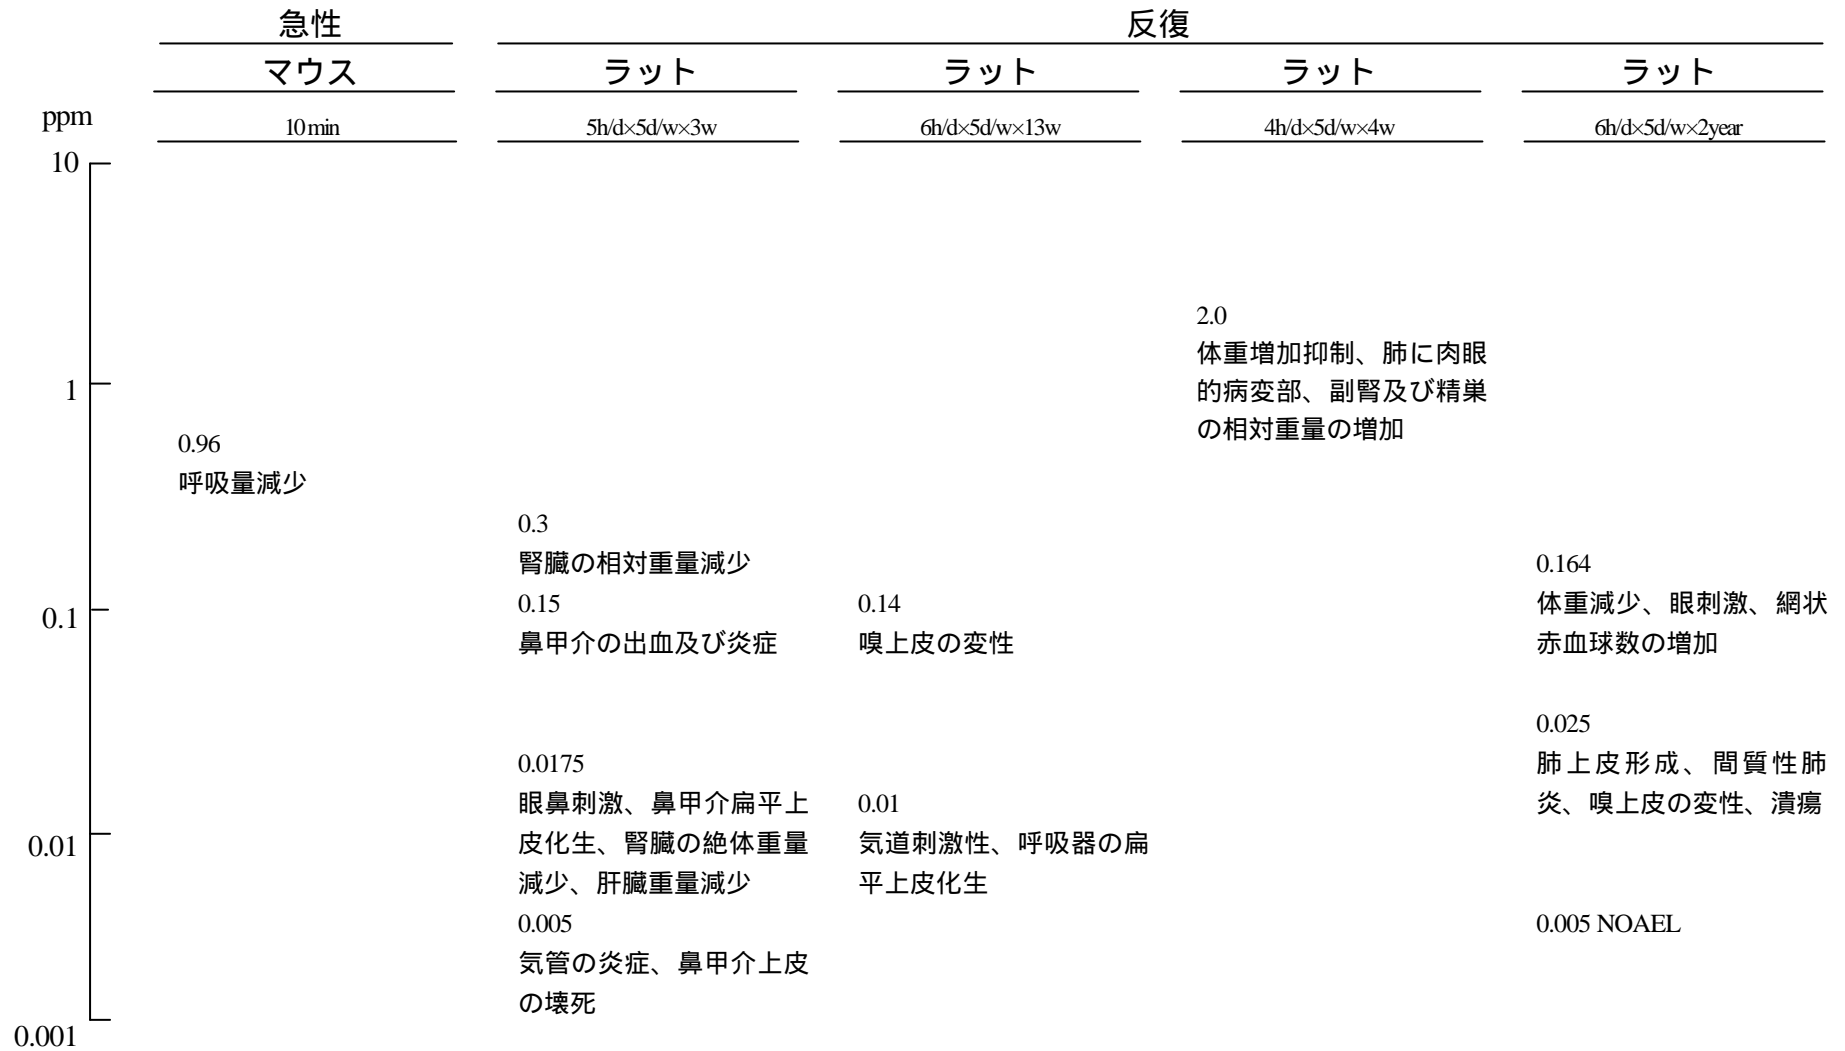 急性
反復
マウス
ラット
ラット
ラット
ラット
ppm
10min
5h/d×5d/w×3w
6h/d×5d/w×13w
4h/d×5d/w×4w
6h/d×5d/w×2year
10
1
0.1
0.01
0.001
0.96
呼吸量減少
0.3
腎臓の相対重量減少
0.15
鼻甲介の出血及び炎症
0.0175
眼鼻刺激、鼻甲介扁平上
皮化生、腎臓の絶体重量
減少、肝臓重量減少
0.005
気管の炎症、鼻甲介上皮
の壊死
0.14
嗅上皮の変性
0.01
気道刺激性、呼吸器の扁
平上皮化生
2.0
体重増加抑制、肺に肉眼
的病変部、副腎及び精巣
の相対重量の増加
0.164
体重減少、眼刺激、網状
赤血球数の増加
0.025
肺上皮形成、間質性肺
炎、嗅上皮の変性、潰瘍
0.005 NOAEL